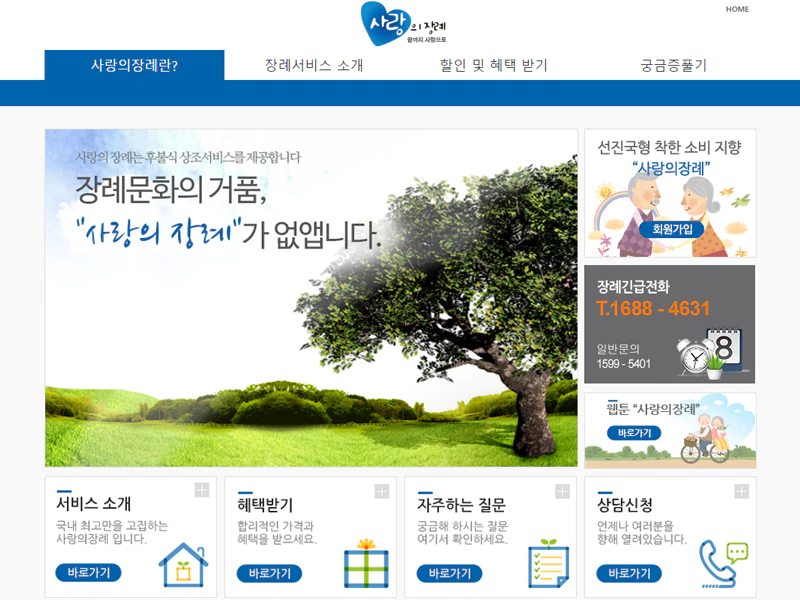 HOME
사랑의 장례
끝까지 사랑으로
사랑의장례란?
장례서비스 소개
할인 및 혜택 받기
궁금증풀기
사랑의 장례는 후불식 상조서비스를 제공합니다
장례문화의 거품,
"사랑의 장례"가 없앱니다.
선진국형 착한 소비 지향
“사랑의장례”
회원가입
장례긴급전화
T.1688 - 4631
일반문의
1599 - 5401
8
웹툰 “사랑의장례”
바로가기
서비스 소개
국내 최고만을 고집하는
사랑의장례 입니다.
바로가기
혜택받기
합리적인 가격과
혜택을 받으세요.
바로가기
자주하는 질문
궁금해 하시는 질문
여기서 확인하세요.
바로가기
상담신청
언제나 여러분을
향해 열려있습니다.
바로가기